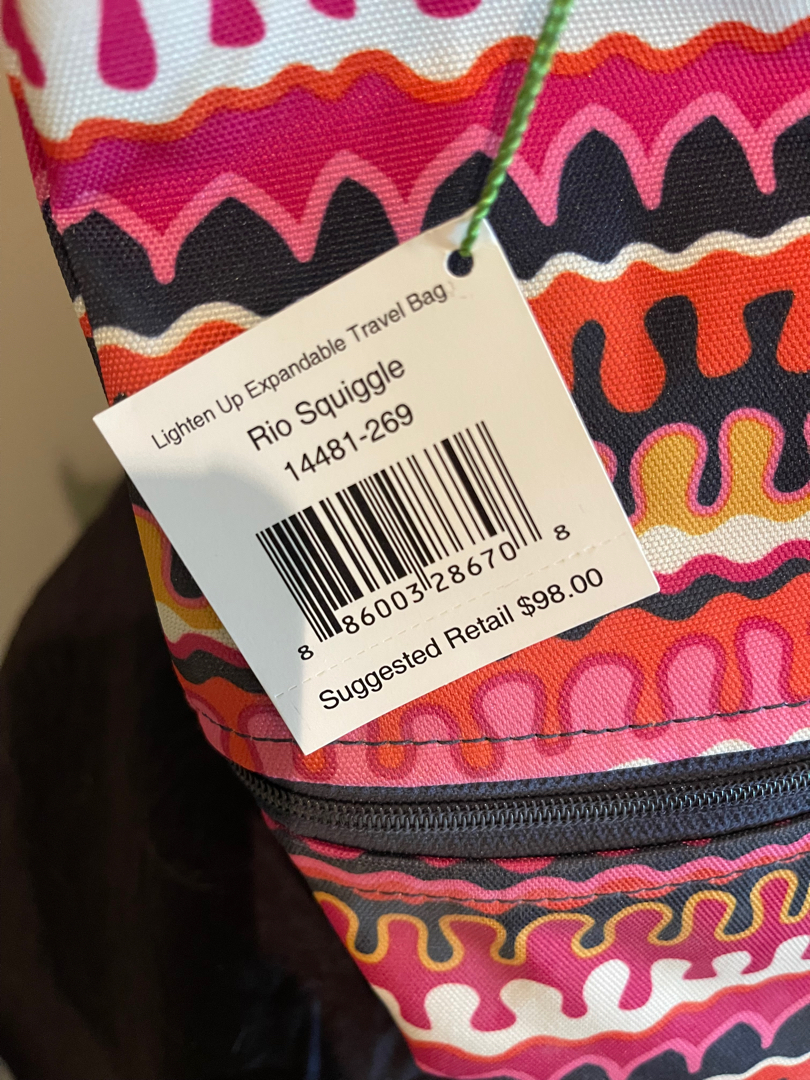 Lighten Up Expandable Travel Bag
Rio Squiggle
14481-269
8 86003 28670 8
Suggested Retail $98.00